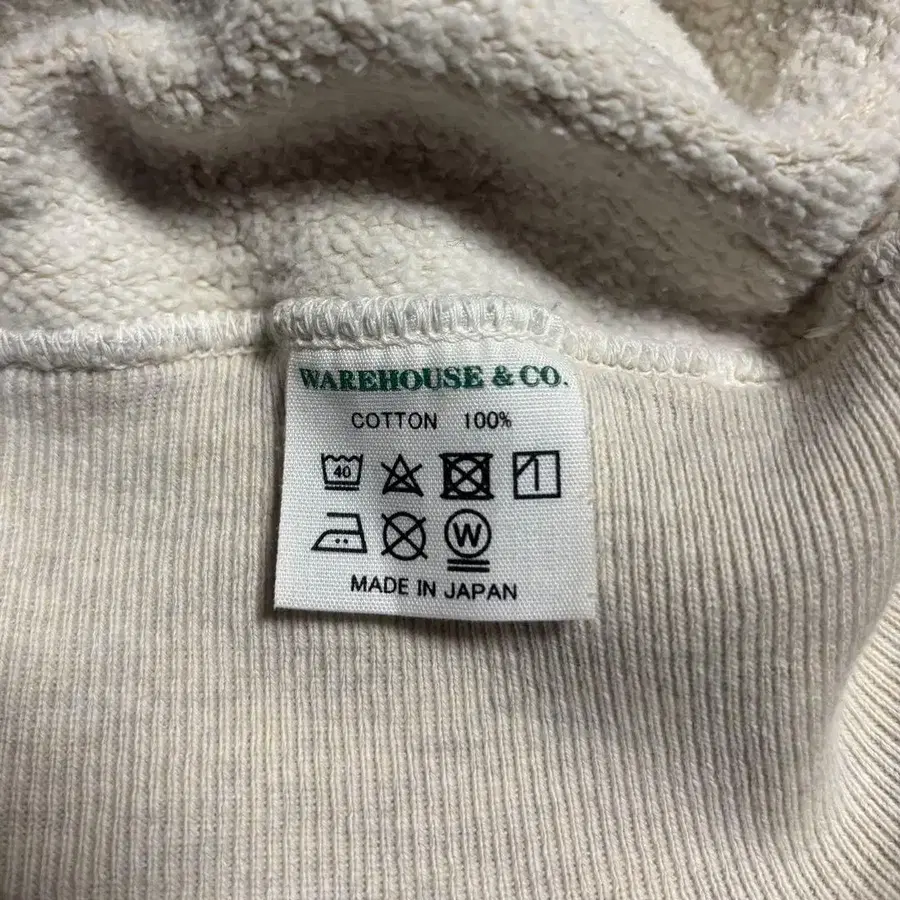 WAREHOUSE & CO.
COTTON 100%
40
W
MADE IN JAPAN